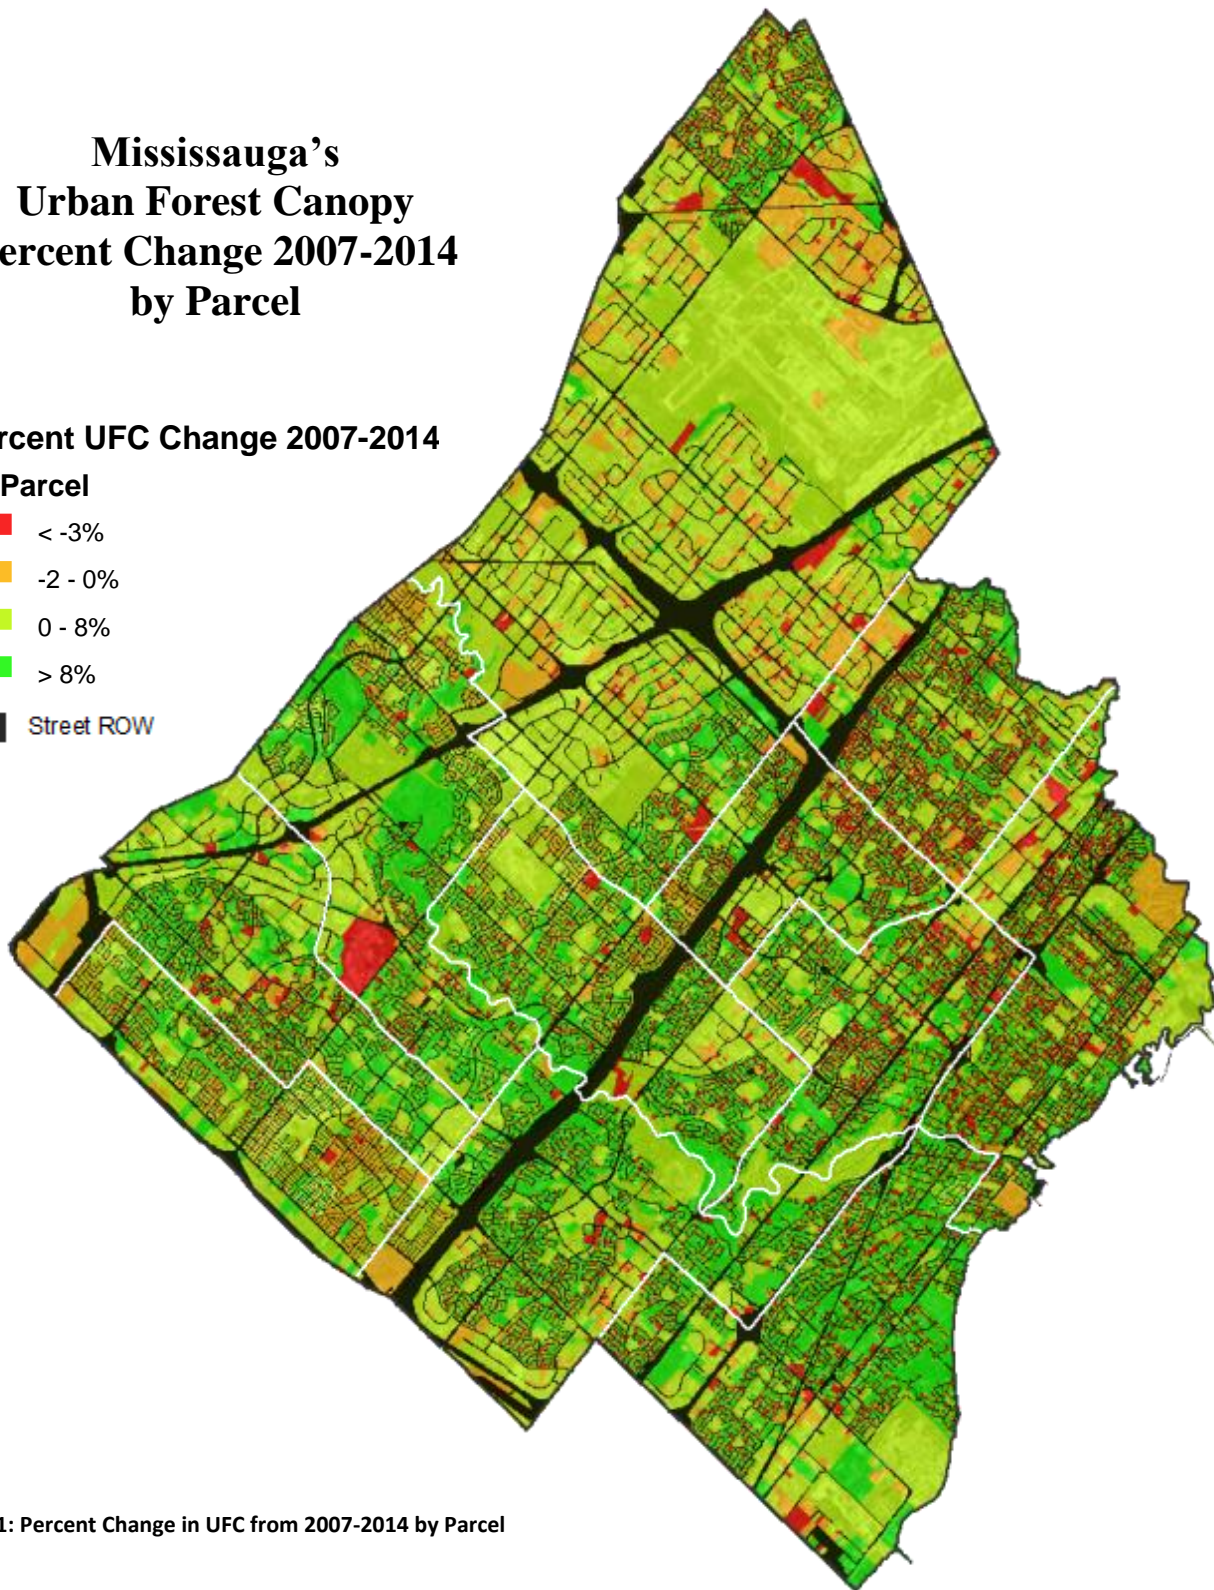 Mississauga’s
Urban Forest Canopy
ercent Change 2007-2014
by Parcel
rcent UFC Change 2007-2014
Parcel
< -3%
-2 - 0%
0 - 8%
> 8%
Street ROW
1: Percent Change in UFC from 2007-2014 by Parcel